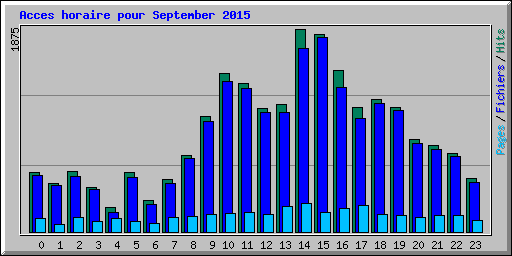 Acces horaire pour September 2015
1875
Pages / Fichiers / Hits
0 1 2 3 4 5 6 7 8 9 10 11 12 13 14 15 16 17 18 19 20 21 22 23